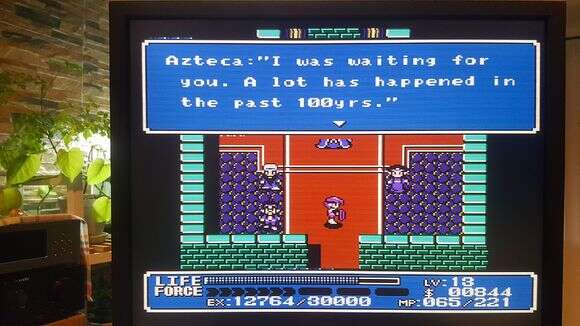 Azteca:"I was waiting for
you. A lot has happened in
the past 100yrs."
LIFE LV:13
FORCE 00844
EX:12764/30000 MP:065/221